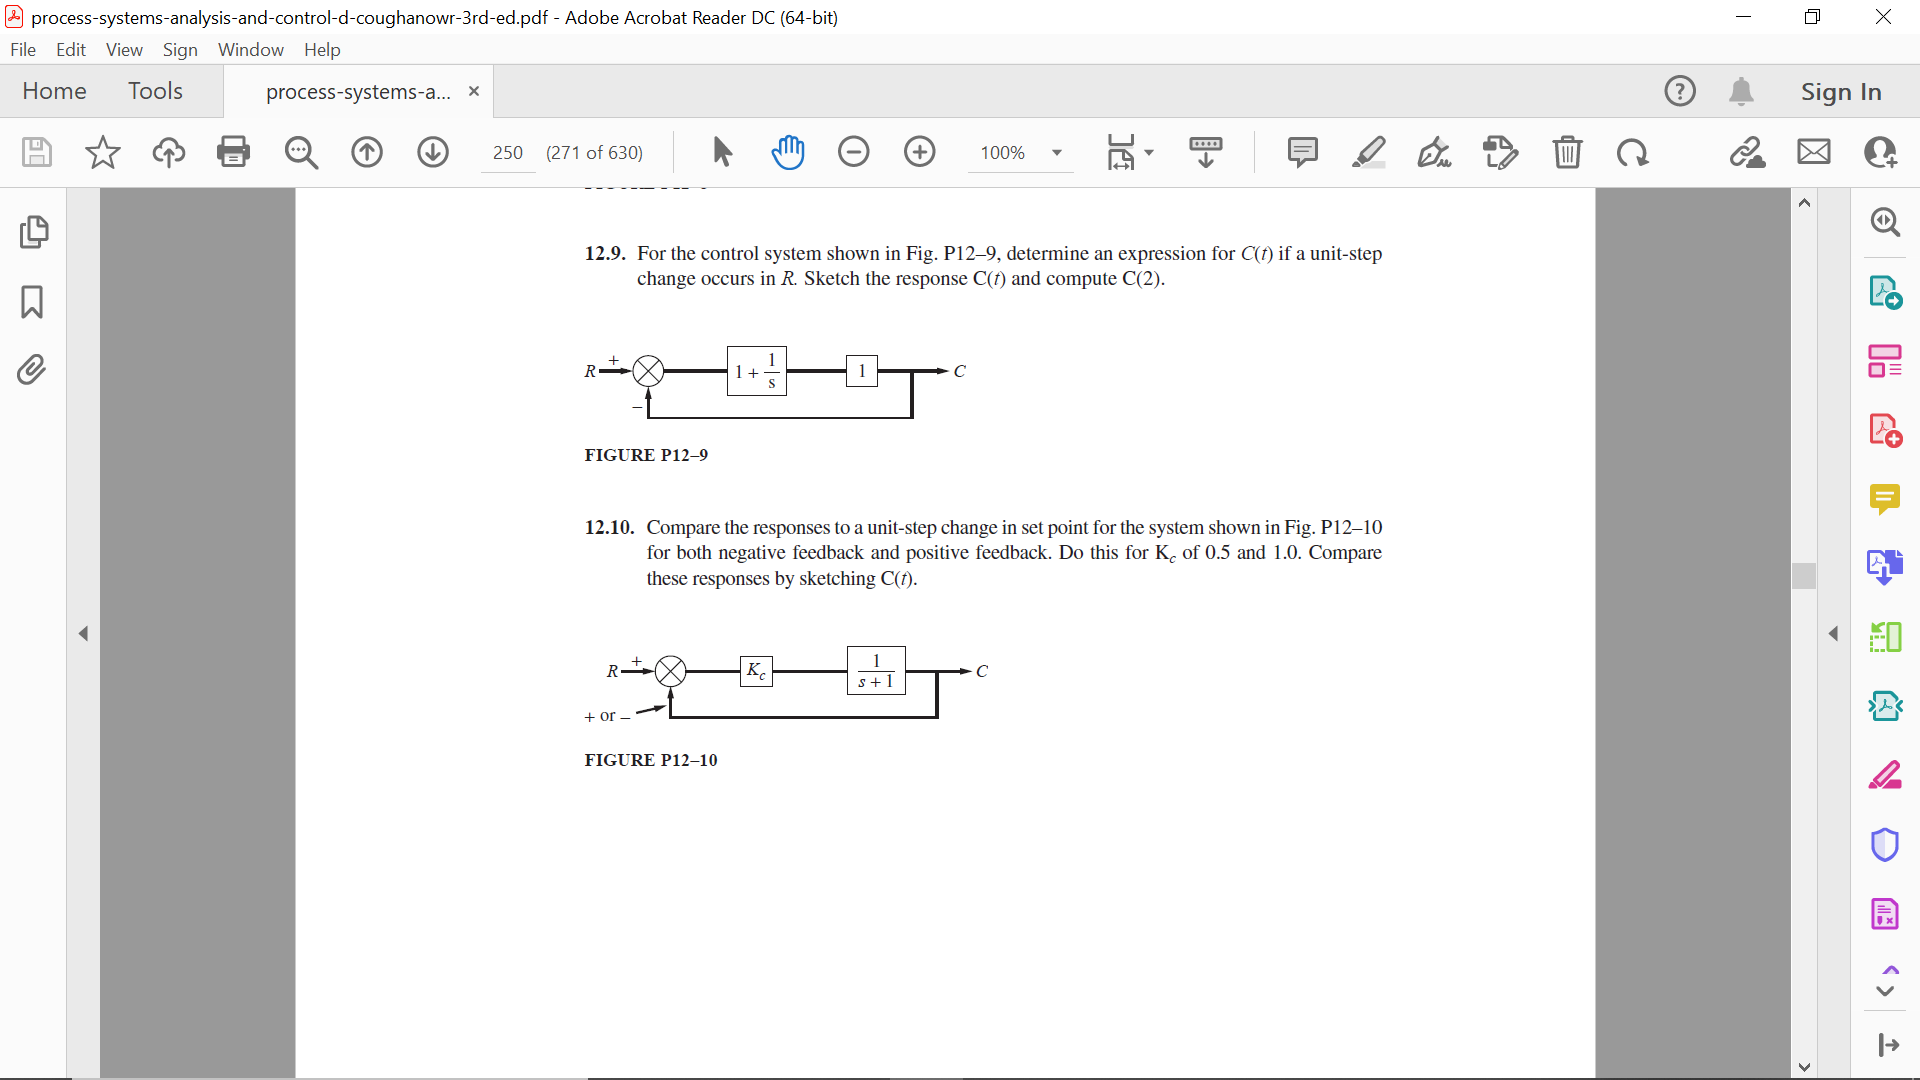 process-systems-analysis-and-control-d-coughanowr-3rd-ed.pdf - Adobe Acrobat Reader DC (64-bit)
File Edit View Sign Window Help
Home Tools process-systems-a... × Sign In
250 (271 of 630) 100%
12.9. For the control system shown in Fig. P12–9, determine an expression for C(t) if a unit-step
change occurs in R. Sketch the response C(t) and compute C(2).
R + 1 + 1/s 1 C
–
FIGURE P12–9
12.10. Compare the responses to a unit-step change in set point for the system shown in Fig. P12–10
for both negative feedback and positive feedback. Do this for Kc of 0.5 and 1.0. Compare
these responses by sketching C(t).
R + Kc 1/(s + 1) C
+ or –
FIGURE P12–10